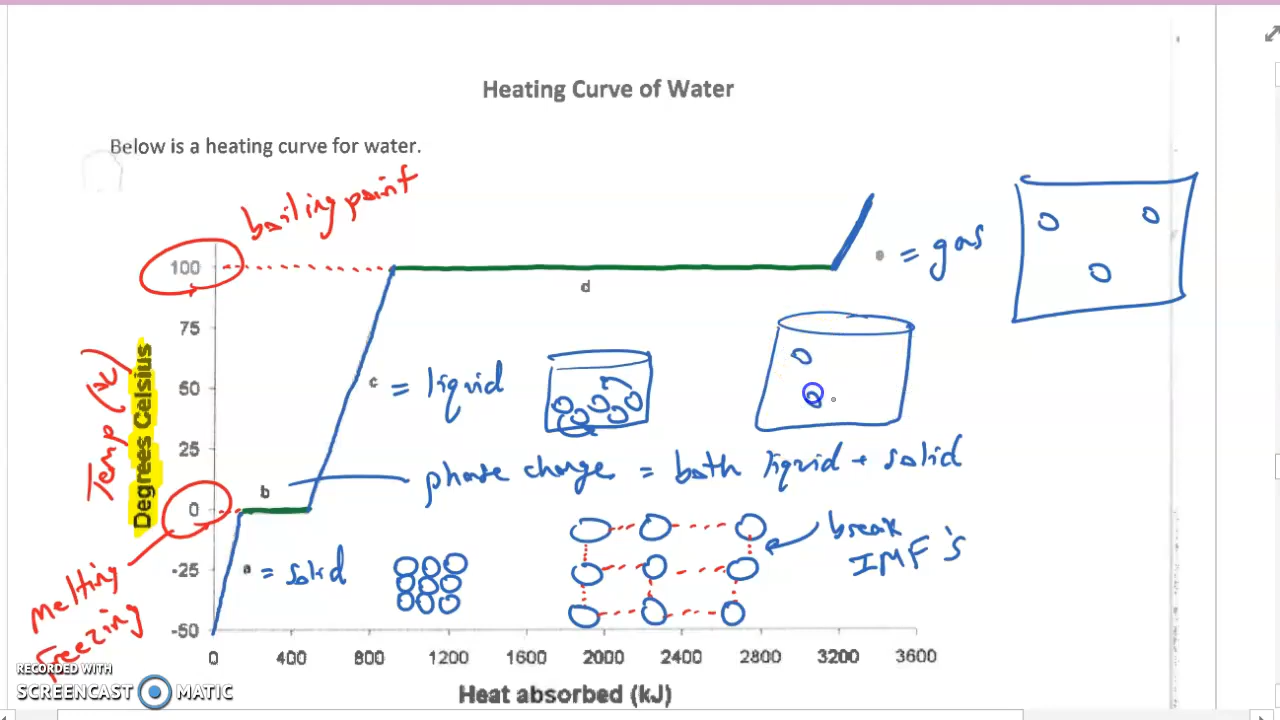 Heating Curve of Water
Below is a heating curve for water.
boiling point
100
75
50
25
0
-25
-50
Temp (ΔK)
Degrees Celsius
melting
freezing
a = solid
b
c = liquid
d
e = gas
phase change = both liquid + solid
break
IMF's
0 400 800 1200 1600 2000 2400 2800 3200 3600
Heat absorbed (kJ)
RECORDED WITH
SCREENCAST MATIC